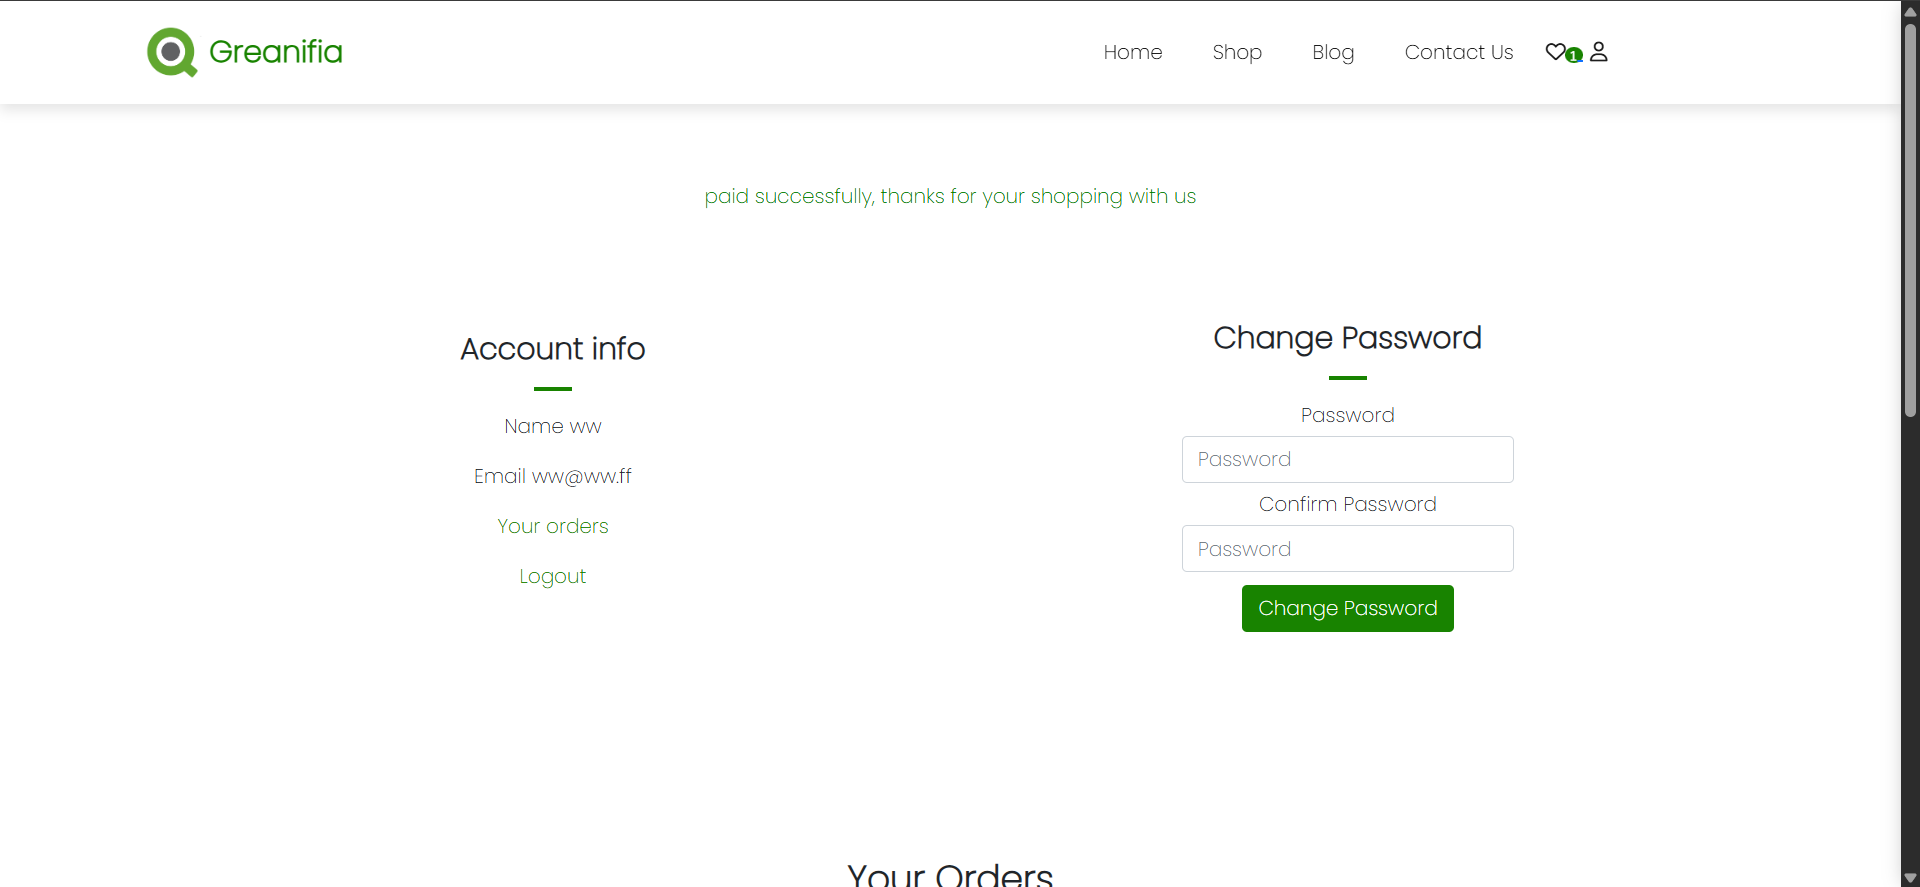 Greanifia
Home Shop Blog Contact Us 1
paid successfully, thanks for your shopping with us
Account info
Name ww
Email ww@ww.ff
Your orders
Logout
Change Password
Password
Password
Confirm Password
Password
Change Password
Your Orders